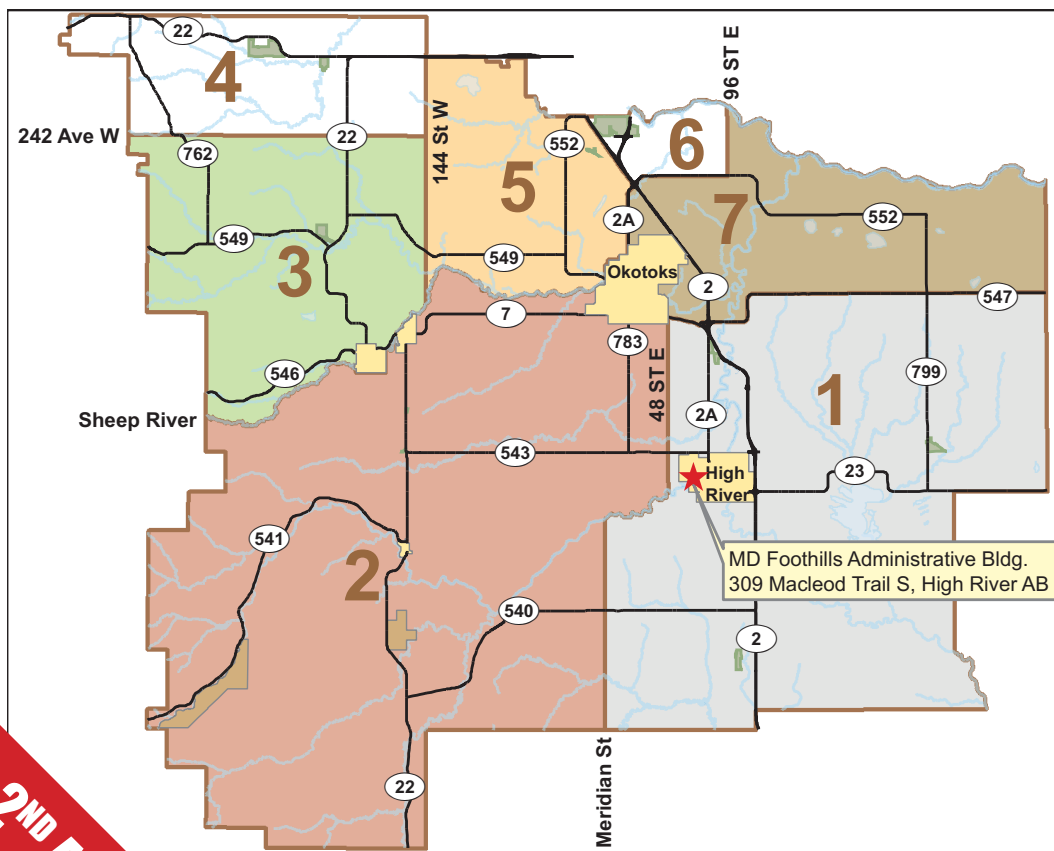 22
4
242 Ave W
762
22
144 St W
552
96 ST E
6
5
7
2A
552
549
3
549
Okotoks
2
547
7
783
546
48 ST E
799
1
Sheep River
2A
543
High
River
23
541
2
MD Foothills Administrative Bldg.
309 Macleod Trail S, High River AB
540
2
Meridian St
22
2ND